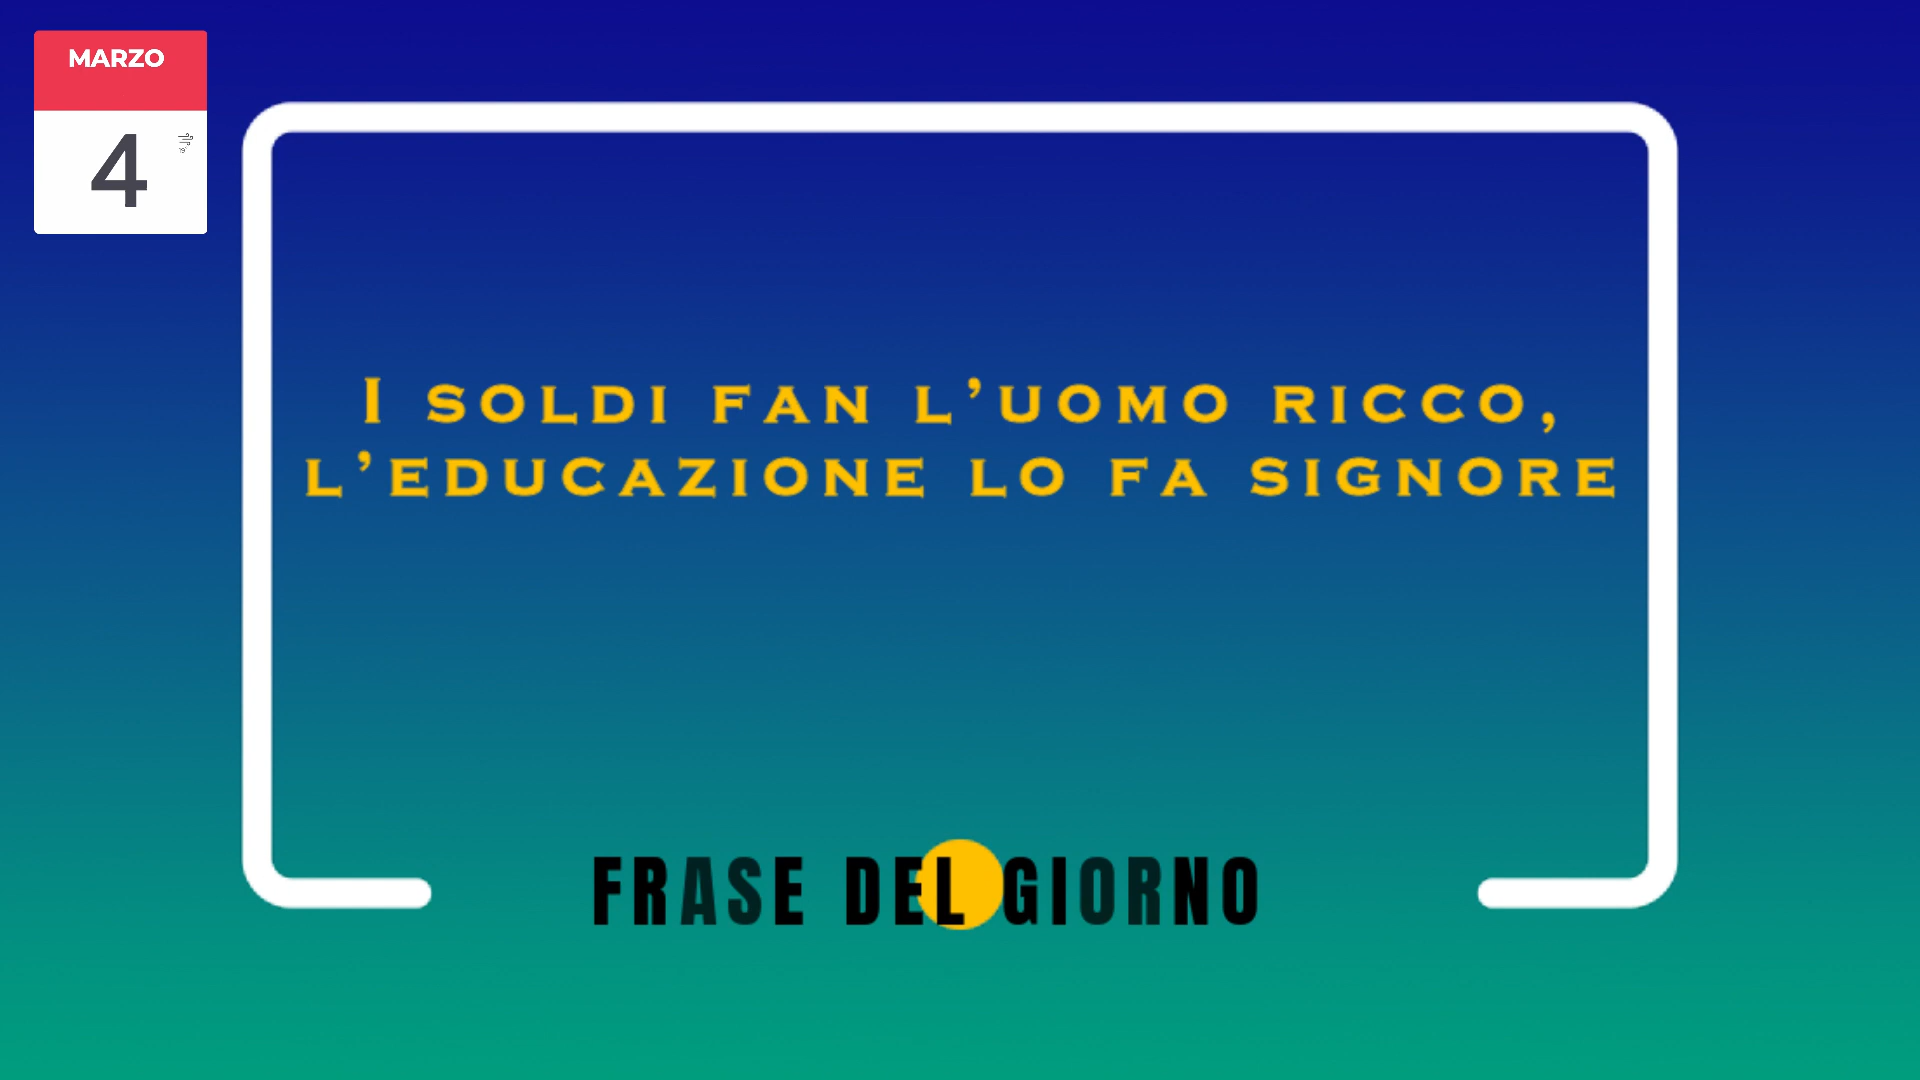 MARZO
4
I SOLDI FAN L’UOMO RICCO,
L’EDUCAZIONE LO FA SIGNORE
FRASE DEL GIORNO